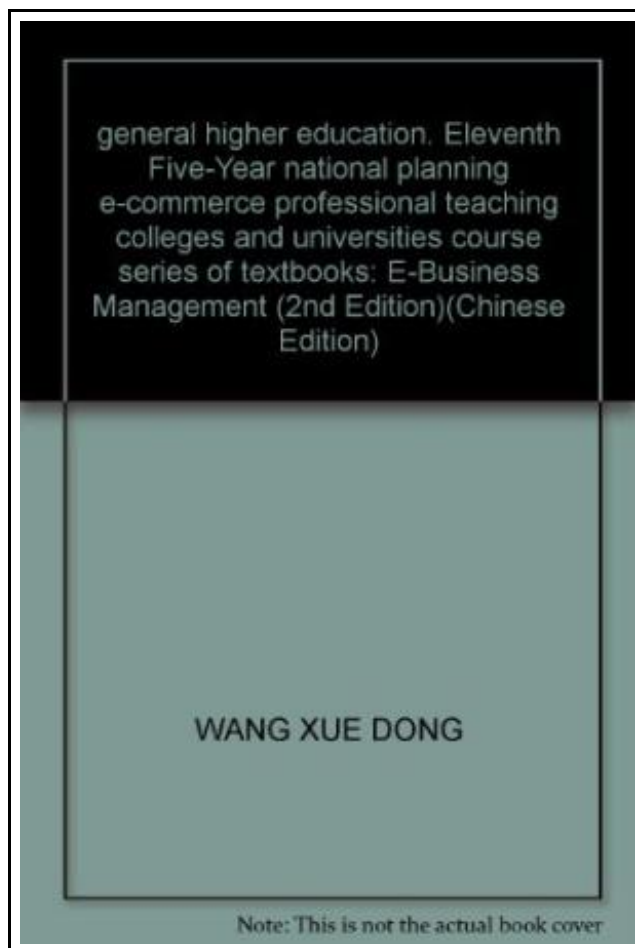 general higher education. Eleventh
Five-Year national planning
e-commerce professional teaching
colleges and universities course
series of textbooks: E-Business
Management (2nd Edition)(Chinese
Edition)
WANG XUE DONG
Note: This is not the actual book cover